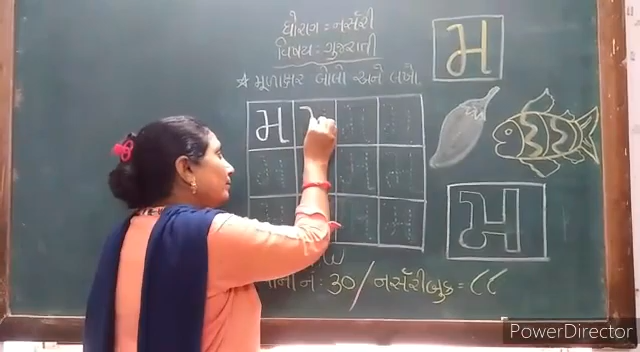 ધોરણ : નર્સરી
વિષય : ગુજરાતી
☆ મૂળાક્ષર બોલો અને લખો.
મ
મ
મ
નં : ૩૦ / નર્સરીબુક = ૮૮
PowerDirector